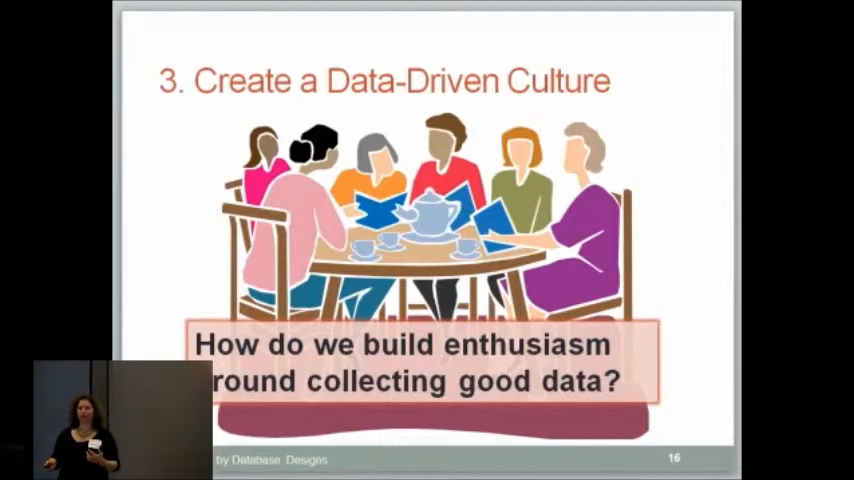 3. Create a Data-Driven Culture
How do we build enthusiasm
round collecting good data?
by Database Designs
16